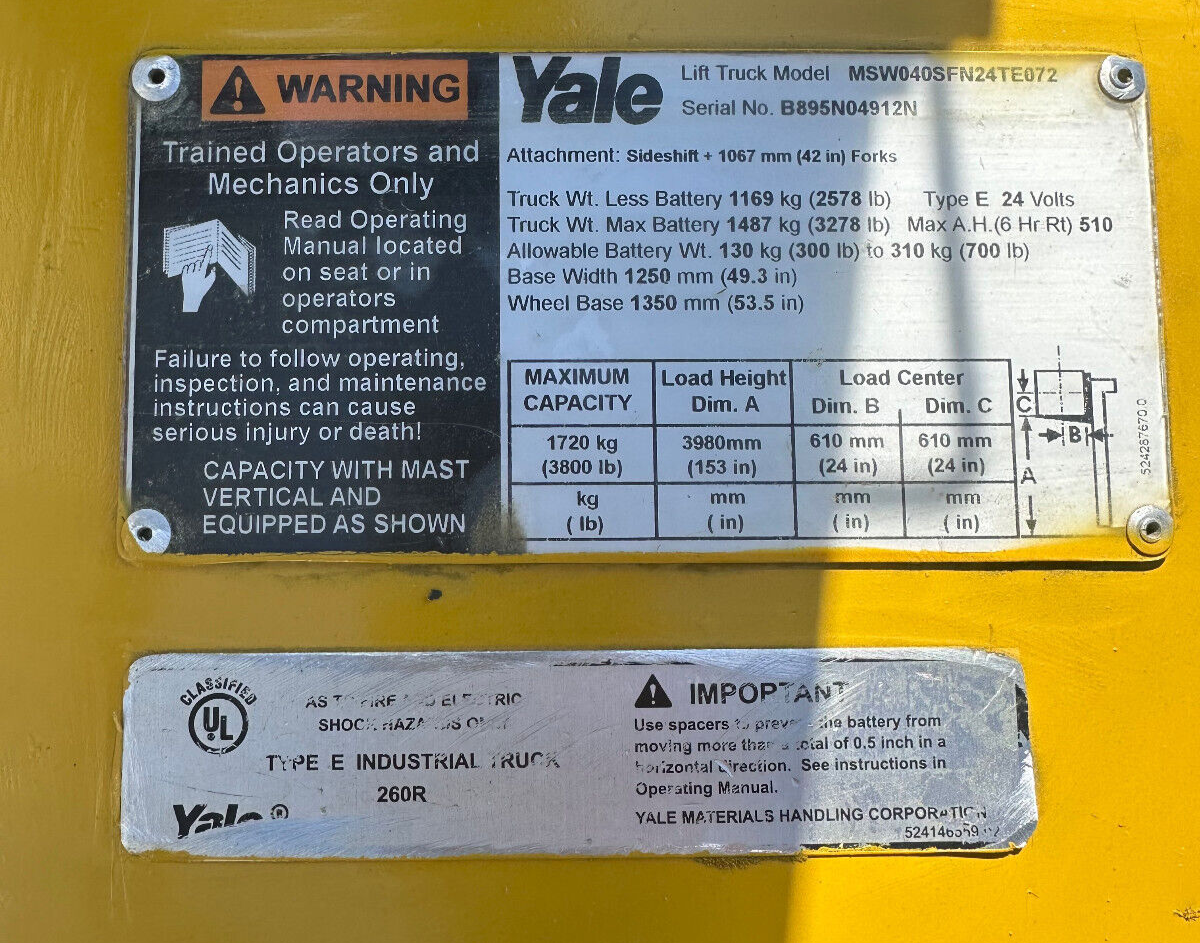 WARNING
Trained Operators and
Mechanics Only
Read Operating
Manual located
on seat or in
operators
compartment
Failure to follow operating,
inspection, and maintenance
instructions can cause
serious injury or death!
CAPACITY WITH MAST
VERTICAL AND
EQUIPPED AS SHOWN
Yale Lift Truck Model MSW040SFN24TE072
Serial No. B895N04912N
Attachment: Sideshift + 1067 mm (42 in) Forks
Truck Wt. Less Battery 1169 kg (2578 lb) Type E 24 Volts
Truck Wt. Max Battery 1487 kg (3278 lb) Max A.H.(6 Hr Rt) 510
Allowable Battery Wt. 130 kg (300 lb) to 310 kg (700 lb)
Base Width 1250 mm (49.3 in)
Wheel Base 1350 mm (53.5 in)
MAXIMUM Load Height Load Center
CAPACITY Dim. A Dim. B Dim. C
1720 kg 3980mm 610 mm 610 mm
(3800 lb) (153 in) (24 in) (24 in)
kg mm mm mm
( lb) ( in) ( in) ( in)
C
B
A
524287670.0
CLASSIFIED
UL ®
AS TO FIRE AND ELECTRIC
SHOCK HAZARDS ONLY
TYPE E INDUSTRIAL TRUCK
260R
Yale ®
IMPORTANT
Use spacers to prevent the battery from
moving more than a total of 0.5 inch in a
horizontal direction. See instructions in
Operating Manual.
YALE MATERIALS HANDLING CORPORATION